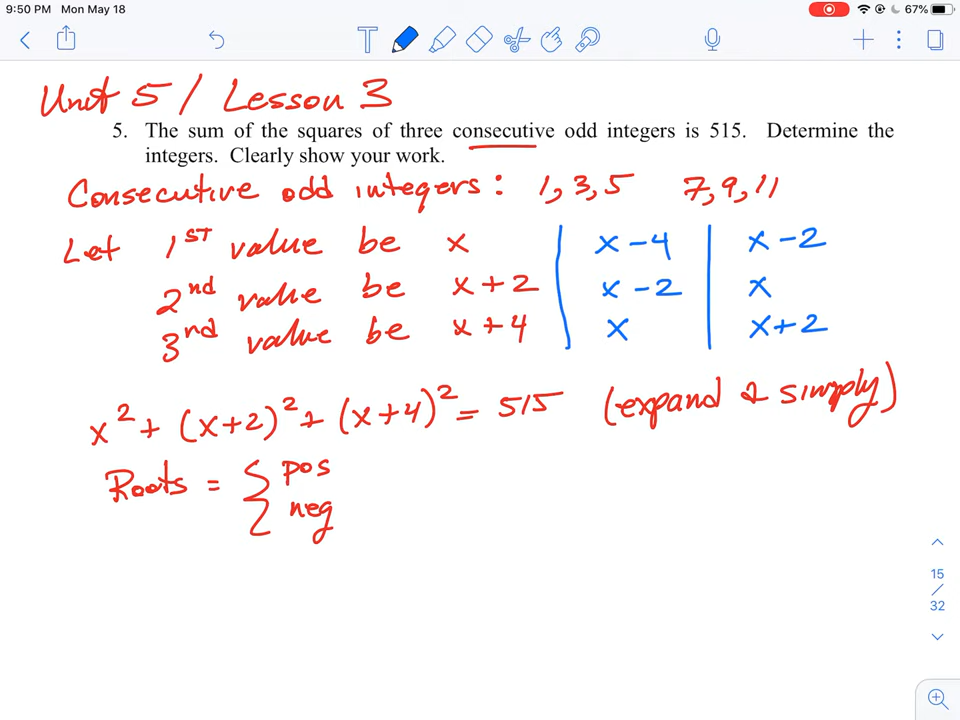 9:50 PM Mon May 18 67%
Unit 5 / Lesson 3
5. The sum of the squares of three consecutive odd integers is 515. Determine the
integers. Clearly show your work.
Consecutive odd integers: 1, 3, 5 7, 9, 11
Let 1ST value be x | x - 4 | x - 2
2nd value be x + 2 | x - 2 | x
3rd value be x + 4 | x | x + 2
x² + (x+2)² + (x+4)² = 515 (expand & simply)
Roots = { pos
neg
15
/
32